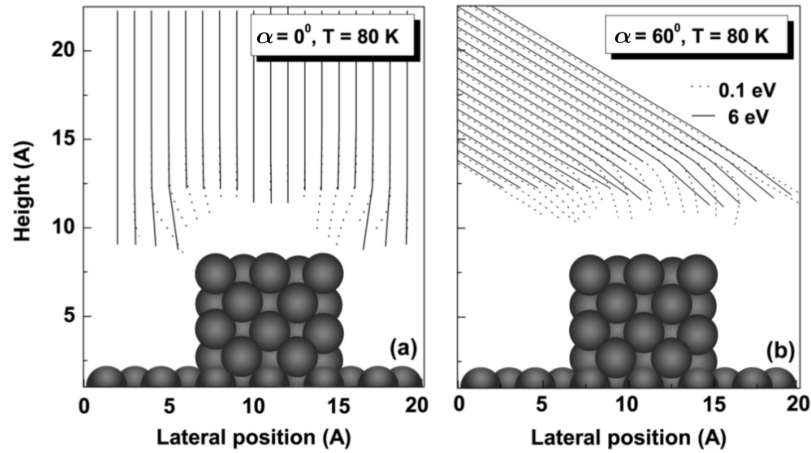 α = 0⁰, T = 80 K
20
15
10
5
Height (A)
(a)
0 5 10 15 20
Lateral position (A)
α = 60⁰, T = 80 K
0.1 eV
6 eV
(b)
0 5 10 15 20
Lateral position (A)